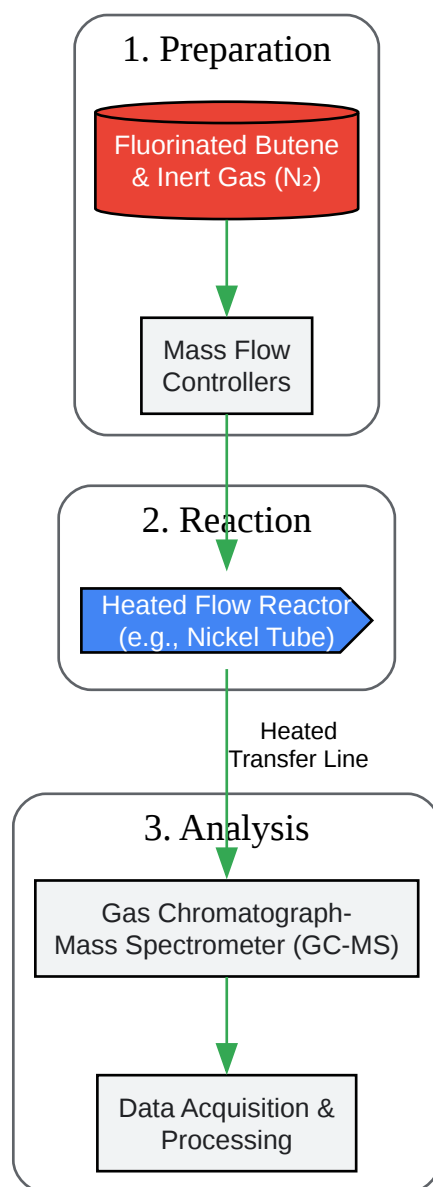 1. Preparation
Fluorinated Butene
& Inert Gas (N₂)
Mass Flow
Controllers
2. Reaction
Heated Flow Reactor
(e.g., Nickel Tube)
Heated
Transfer Line
3. Analysis
Gas Chromatograph-
Mass Spectrometer (GC-MS)
Data Acquisition &
Processing